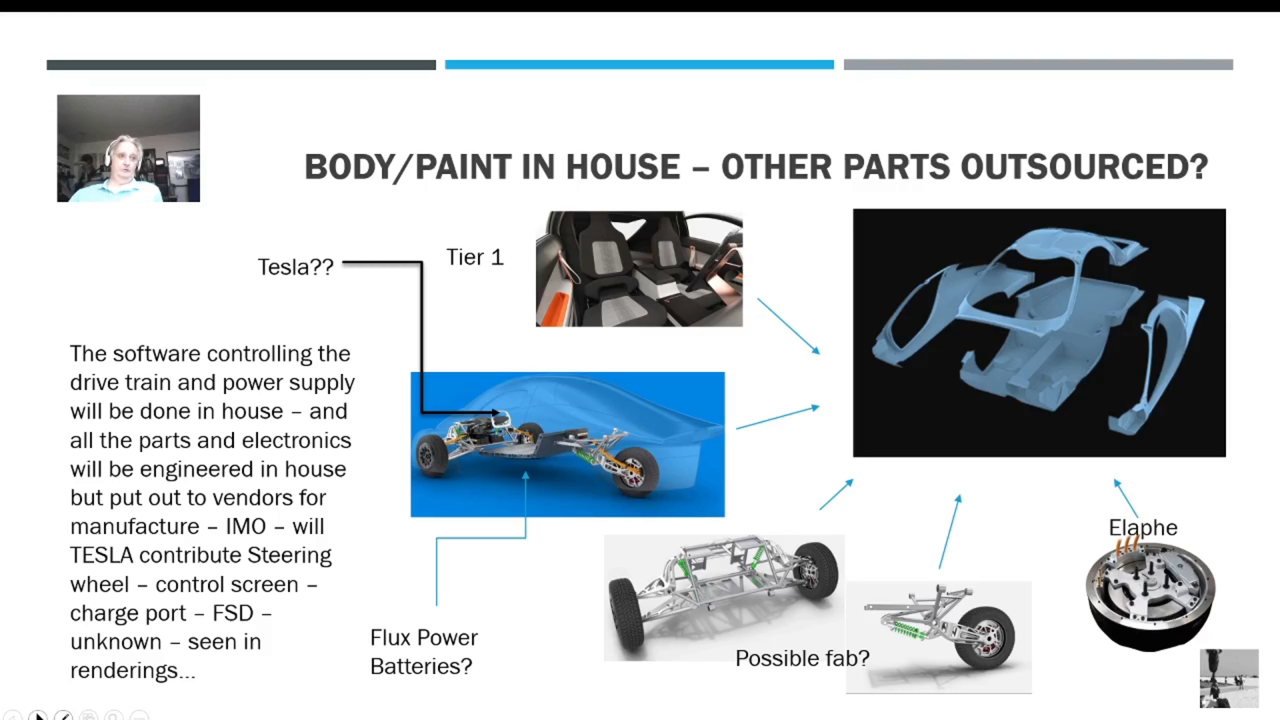 BODY/PAINT IN HOUSE – OTHER PARTS OUTSOURCED?
Tesla??
Tier 1
The software controlling the
drive train and power supply
will be done in house – and
all the parts and electronics
will be engineered in house
but put out to vendors for
manufacture – IMO – will
TESLA contribute Steering
wheel – control screen –
charge port – FSD –
unknown – seen in
renderings...
Flux Power
Batteries?
Possible fab?
Elaphe